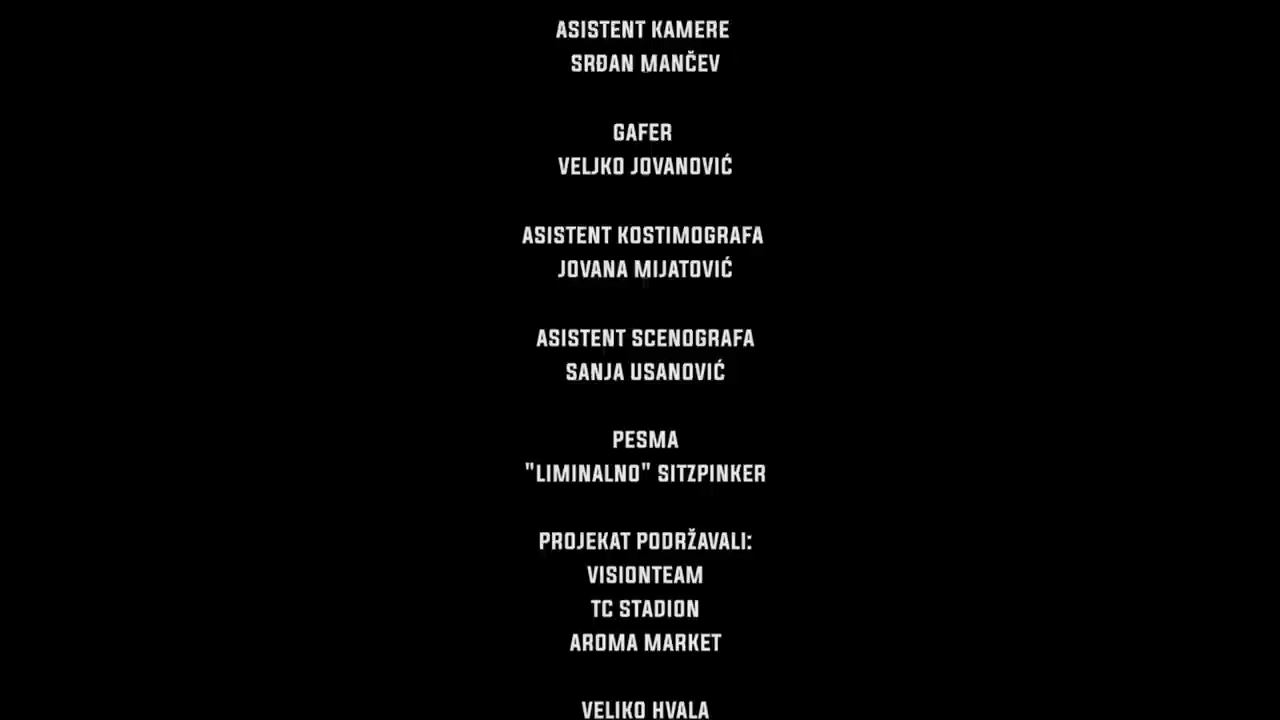 ASISTENT KAMERE
SRĐAN MANČEV
GAFER
VELJKO JOVANOVIĆ
ASISTENT KOSTIMOGRAFA
JOVANA MIJATOVIĆ
ASISTENT SCENOGRAFA
SANJA USANOVIĆ
PESMA
"LIMINALNO" SITZPINKER
PROJEKAT PODRŽAVALI:
VISIONTEAM
TC STADION
AROMA MARKET
VELIKO HVALA